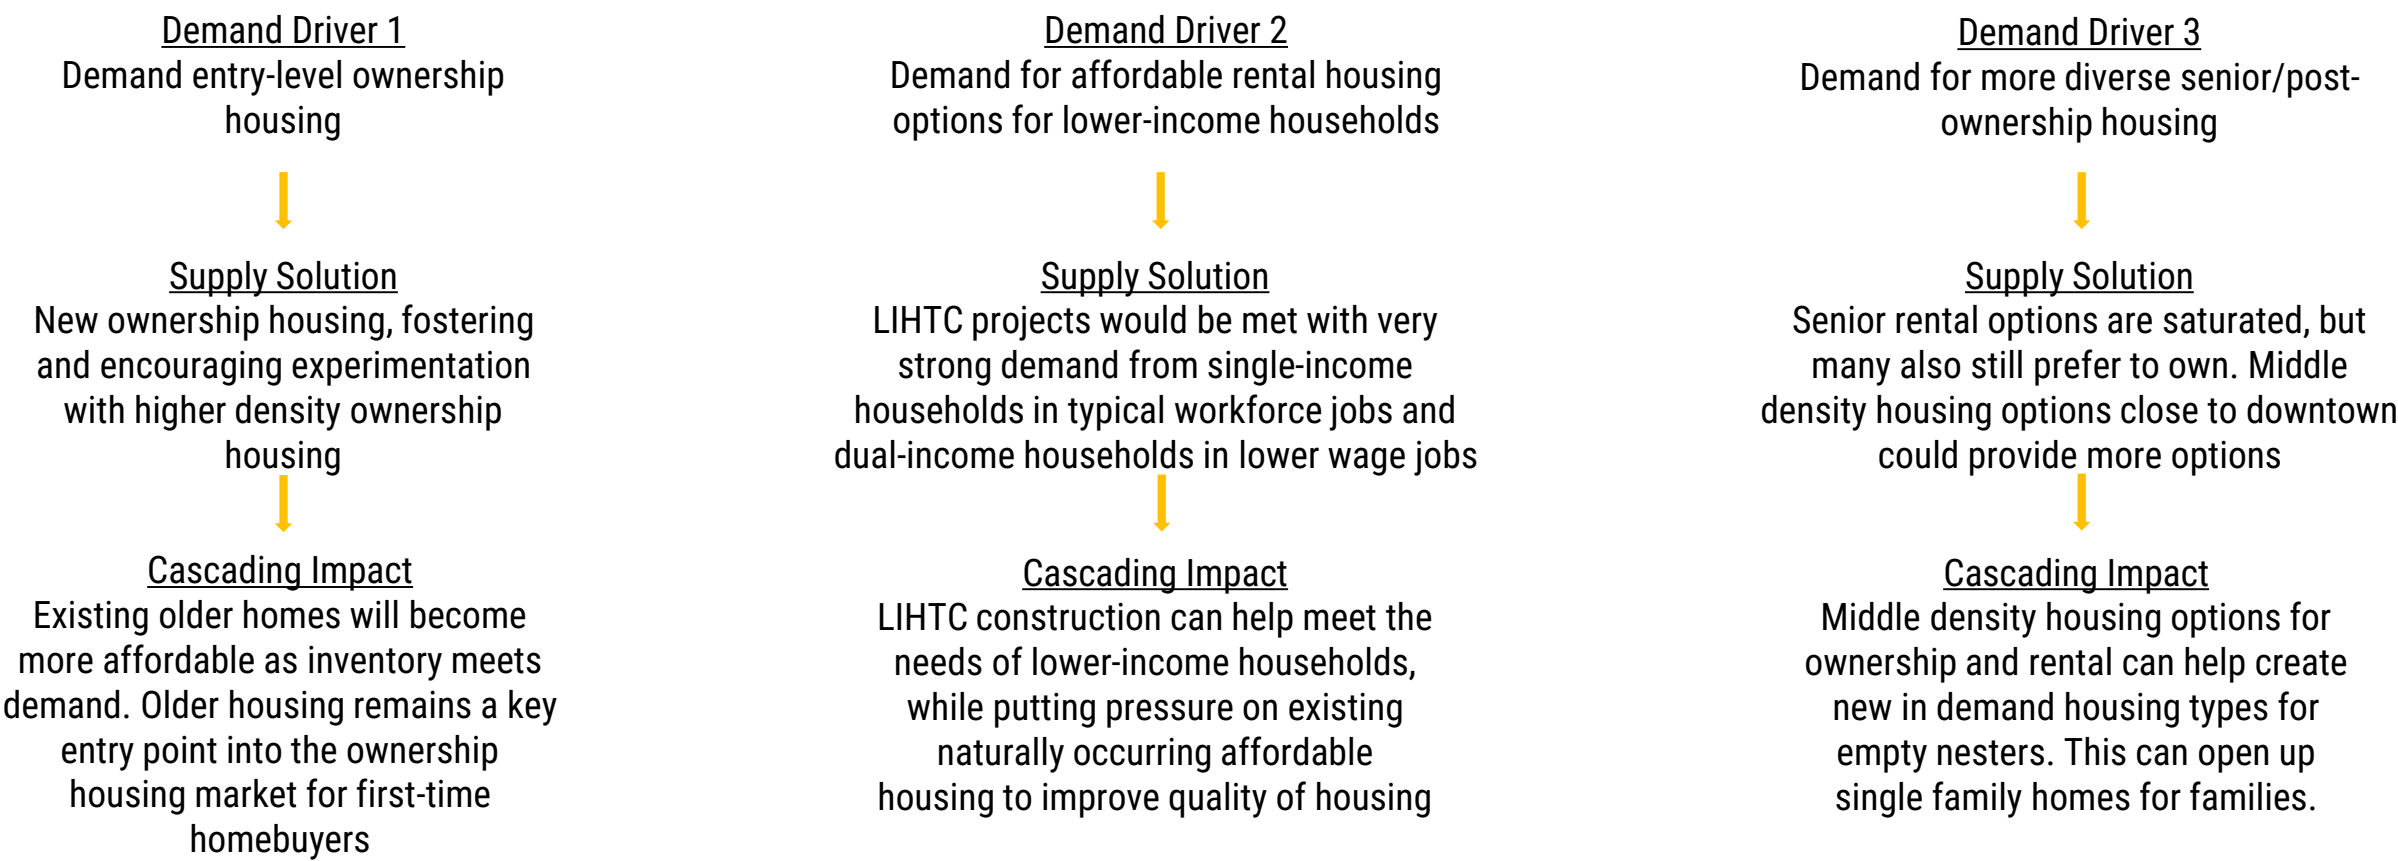 Demand Driver 1
Demand entry-level ownership
housing
Supply Solution
New ownership housing, fostering
and encouraging experimentation
with higher density ownership
housing
Cascading Impact
Existing older homes will become
more affordable as inventory meets
demand. Older housing remains a key
entry point into the ownership
housing market for first-time
homebuyers
Demand Driver 2
Demand for affordable rental housing
options for lower-income households
Supply Solution
LIHTC projects would be met with very
strong demand from single-income
households in typical workforce jobs and
dual-income households in lower wage jobs
Cascading Impact
LIHTC construction can help meet the
needs of lower-income households,
while putting pressure on existing
naturally occurring affordable
housing to improve quality of housing
Demand Driver 3
Demand for more diverse senior/post-
ownership housing
Supply Solution
Senior rental options are saturated, but
many also still prefer to own. Middle
density housing options close to downtown
could provide more options
Cascading Impact
Middle density housing options for
ownership and rental can help create
new in demand housing types for
empty nesters. This can open up
single family homes for families.